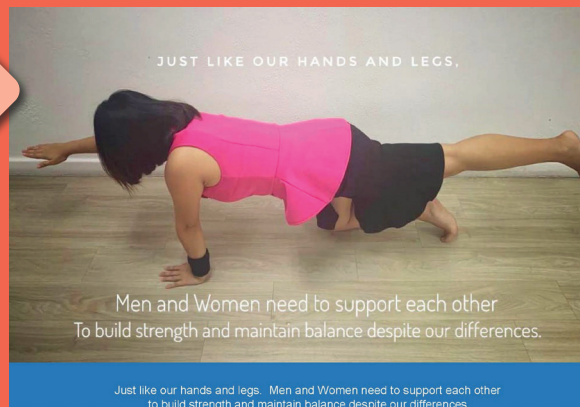 JUST LIKE OUR HANDS AND LEGS,
Men and Women need to support each other
To build strength and maintain balance despite our differences.
Just like our hands and legs. Men and Women need to support each other
to build strength and maintain balance despite our differences